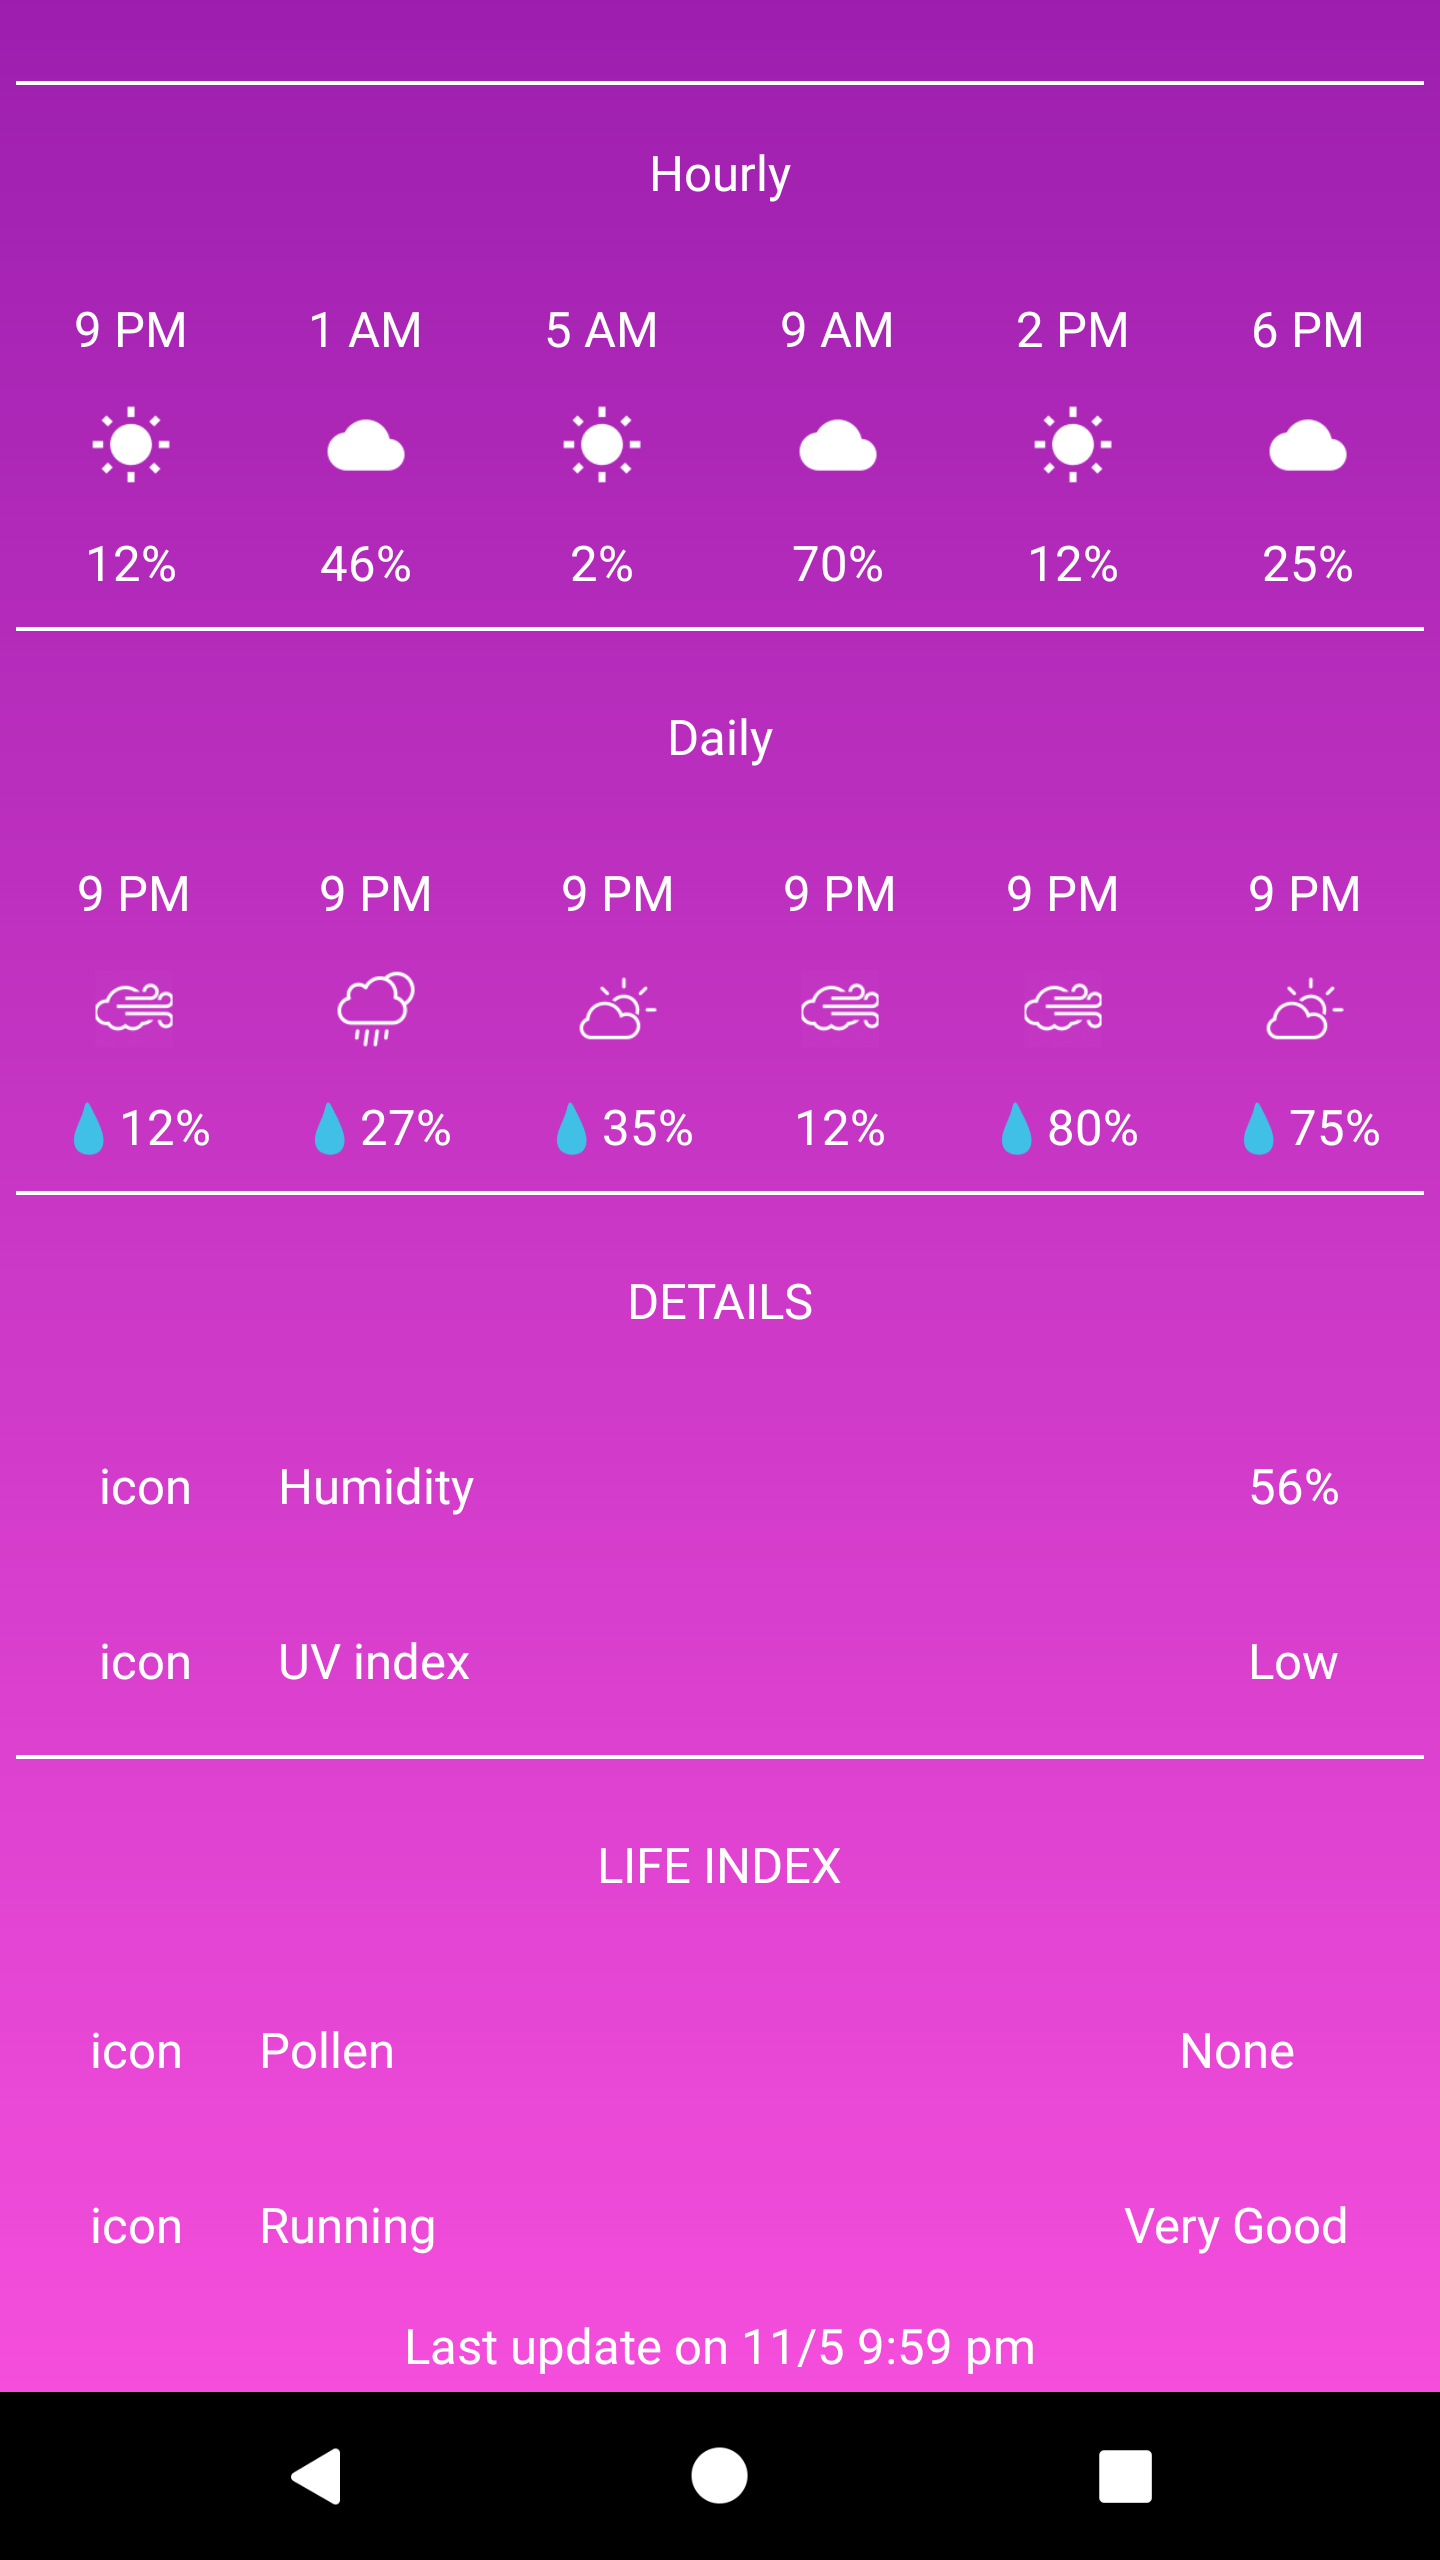 Hourly
9 PM 1 AM 5 AM 9 AM 2 PM 6 PM
12% 46% 2% 70% 12% 25%
Daily
9 PM 9 PM 9 PM 9 PM 9 PM 9 PM
12% 27% 35% 12% 80% 75%
DETAILS
icon Humidity 56%
icon UV index Low
LIFE INDEX
icon Pollen None
icon Running Very Good
Last update on 11/5 9:59 pm